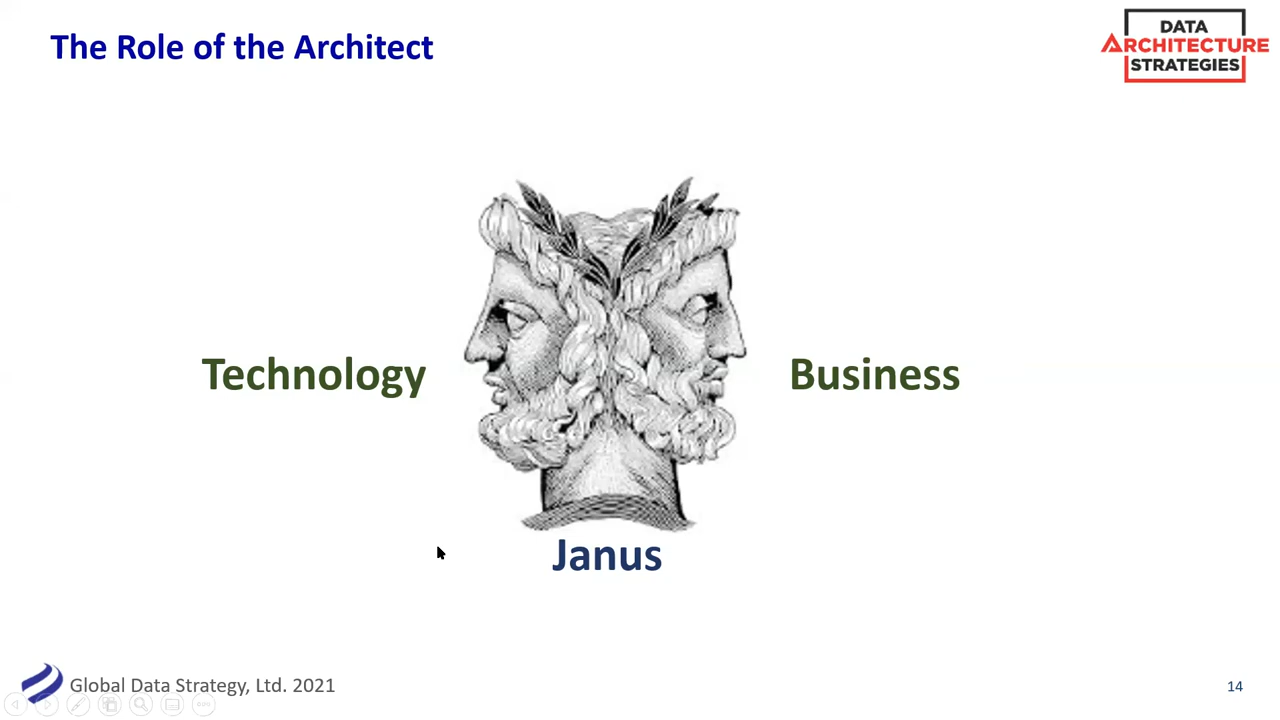 The Role of the Architect
DATA
ARCHITECTURE
STRATEGIES
Technology
Business
Janus
Global Data Strategy, Ltd. 2021
14